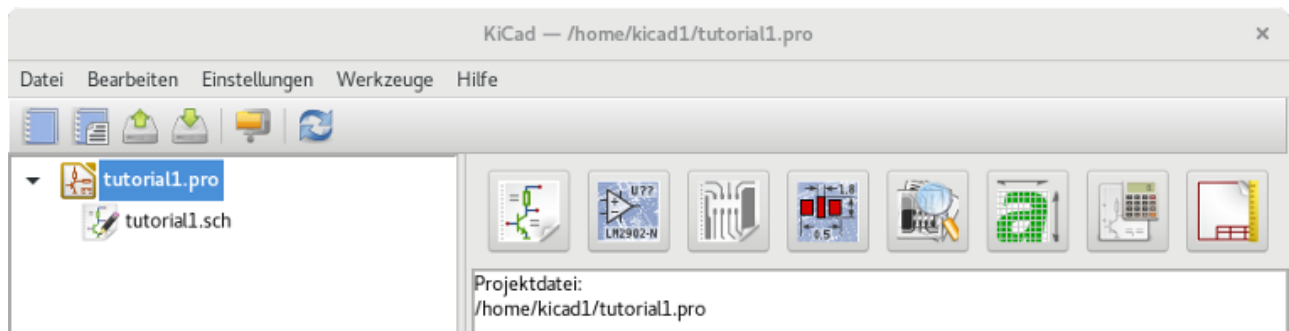 KiCad — /home/kicad1/tutorial1.pro
Datei Bearbeiten Einstellungen Werkzeuge Hilfe
tutorial1.pro
tutorial1.sch
U??
LM2902-N
1.8
0.5
a
Projektdatei:
/home/kicad1/tutorial1.pro